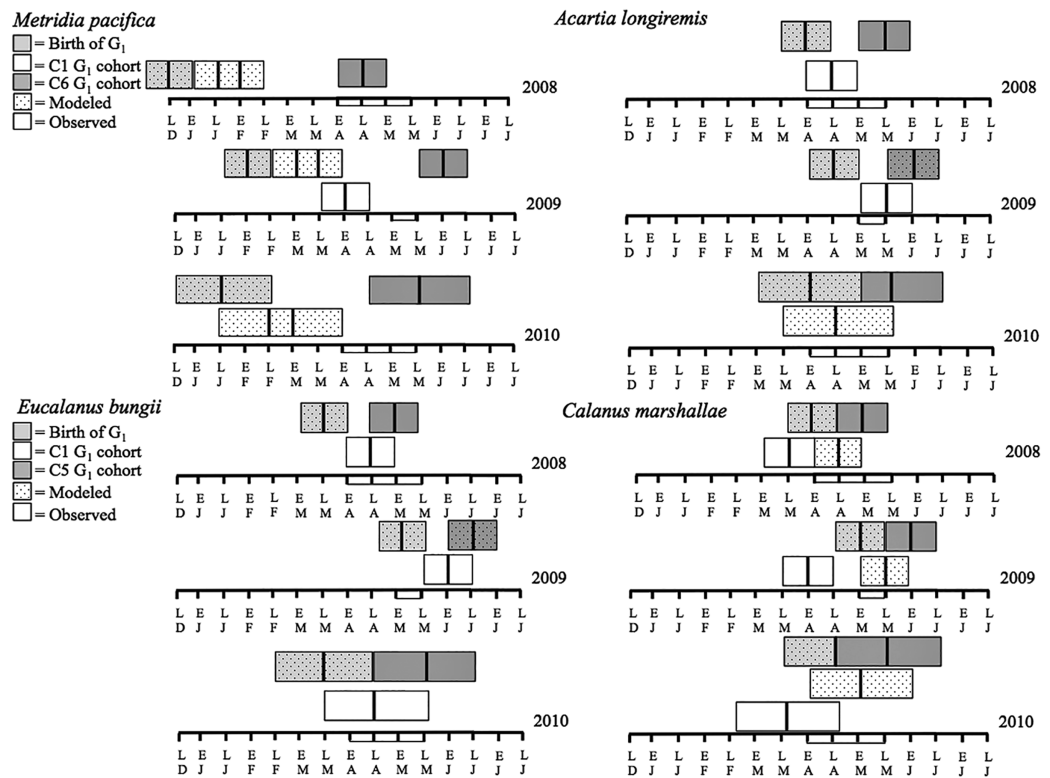 Metridia pacifica
= Birth of G1
= C1 G1 cohort
= C6 G1 cohort
= Modeled
= Observed
2008
L E L E L E L E L E L E L E L
D J J F F M M A A M M J J J J
2009
L E L E L E L E L E L E L E L
D J J F F M M A A M M J J J J
2010
L E L E L E L E L E L E L E L
D J J F F M M A A M M J J J J
Acartia longiremis
2008
L E L E L E L E L E L E L E L
D J J F F M M A A M M J J J J
2009
L E L E L E L E L E L E L E L
D J J F F M M A A M M J J J J
2010
L E L E L E L E L E L E L E L
D J J F F M M A A M M J J J J
Eucalanus bungii
= Birth of G1
= C1 G1 cohort
= C5 G1 cohort
= Modeled
= Observed
2008
L E L E L E L E L E L E L E L
D J J F F M M A A M M J J J J
2009
L E L E L E L E L E L E L E L
D J J F F M M A A M M J J J J
2010
L E L E L E L E L E L E L E L
D J J F F M M A A M M J J J J
Calanus marshallae
2008
L E L E L E L E L E L E L E L
D J J F F M M A A M M J J J J
2009
L E L E L E L E L E L E L E L
D J J F F M M A A M M J J J J
2010
L E L E L E L E L E L E L E L
D J J F F M M A A M M J J J J